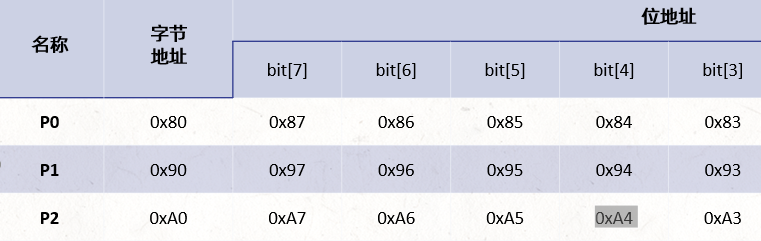 名称 字节地址 位地址
bit[7] bit[6] bit[5] bit[4] bit[3]
P0 0x80 0x87 0x86 0x85 0x84 0x83
P1 0x90 0x97 0x96 0x95 0x94 0x93
P2 0xA0 0xA7 0xA6 0xA5 0xA4 0xA3